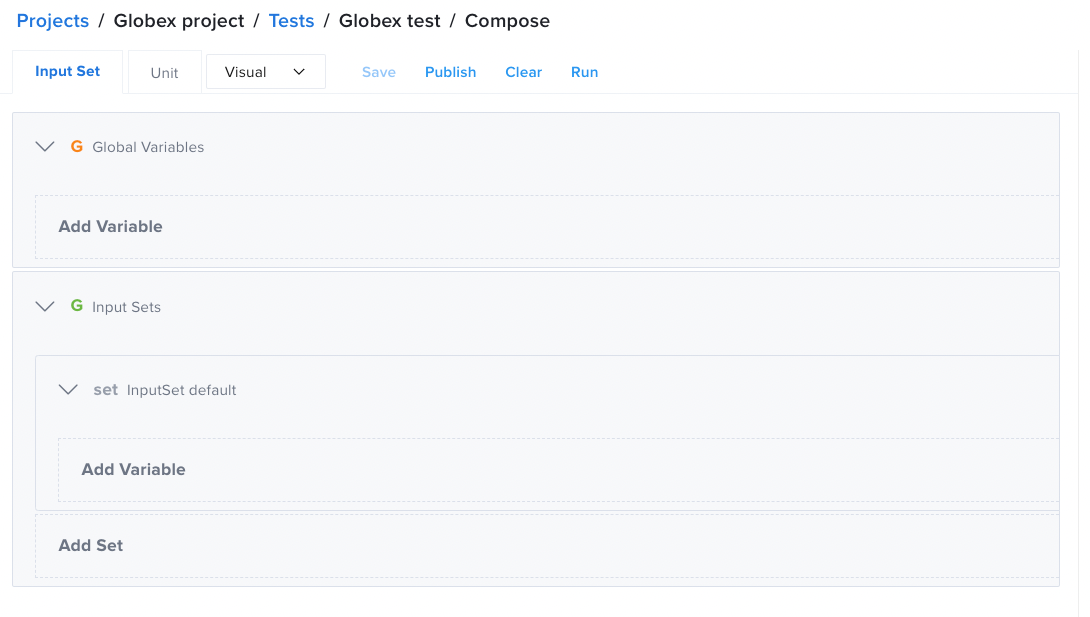 Projects / Globex project / Tests / Globex test / Compose
Input Set Unit Visual Save Publish Clear Run
G Global Variables
Add Variable
G Input Sets
set InputSet default
Add Variable
Add Set